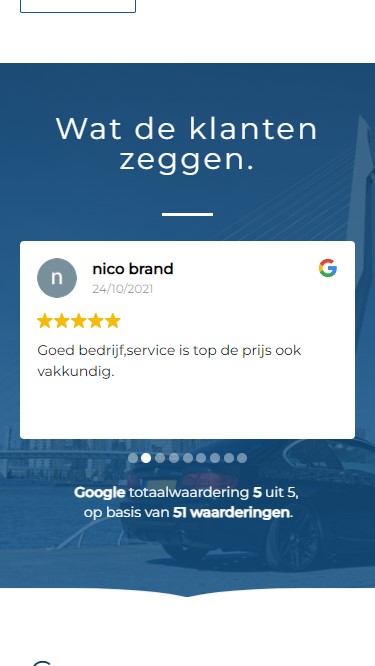 Wat de klanten
zeggen.
n
nico brand
24/10/2021
Goed bedrijf,service is top de prijs ook
vakkundig.
Google totaalwaardering 5 uit 5,
op basis van 51 waarderingen.